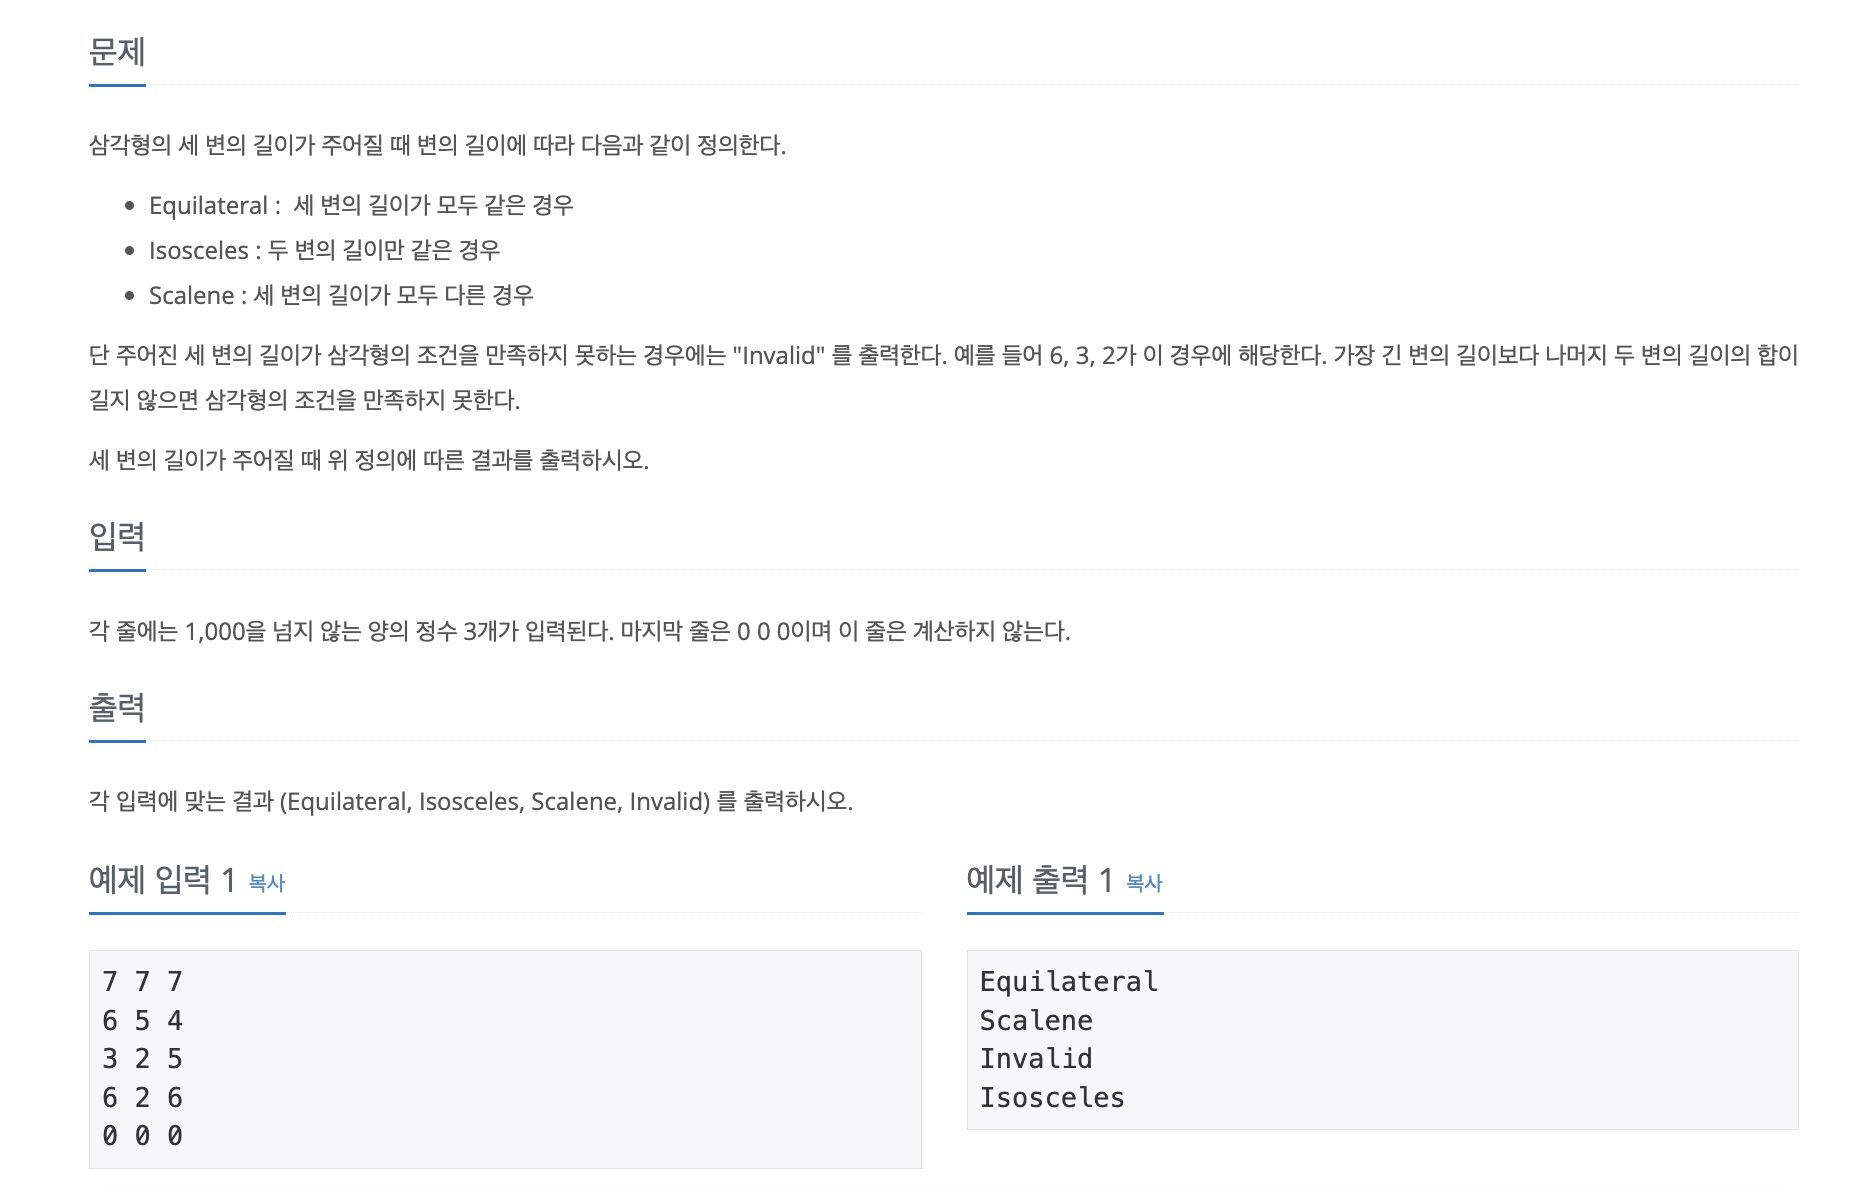 문제
삼각형의 세 변의 길이가 주어질 때 변의 길이에 따라 다음과 같이 정의한다.
Equilateral :  세 변의 길이가 모두 같은 경우
Isosceles : 두 변의 길이만 같은 경우
Scalene : 세 변의 길이가 모두 다른 경우
단 주어진 세 변의 길이가 삼각형의 조건을 만족하지 못하는 경우에는 "Invalid" 를 출력한다. 예를 들어 6, 3, 2가 이 경우에 해당한다. 가장 긴 변의 길이보다 나머지 두 변의 길이의 합이
길지 않으면 삼각형의 조건을 만족하지 못한다.
세 변의 길이가 주어질 때 위 정의에 따른 결과를 출력하시오.
입력
각 줄에는 1,000을 넘지 않는 양의 정수 3개가 입력된다. 마지막 줄은 0 0 0이며 이 줄은 계산하지 않는다.
출력
각 입력에 맞는 결과 (Equilateral, Isosceles, Scalene, Invalid) 를 출력하시오.
예제 입력 1 복사
7 7 7
6 5 4
3 2 5
6 2 6
0 0 0
예제 출력 1 복사
Equilateral
Scalene
Invalid
Isosceles